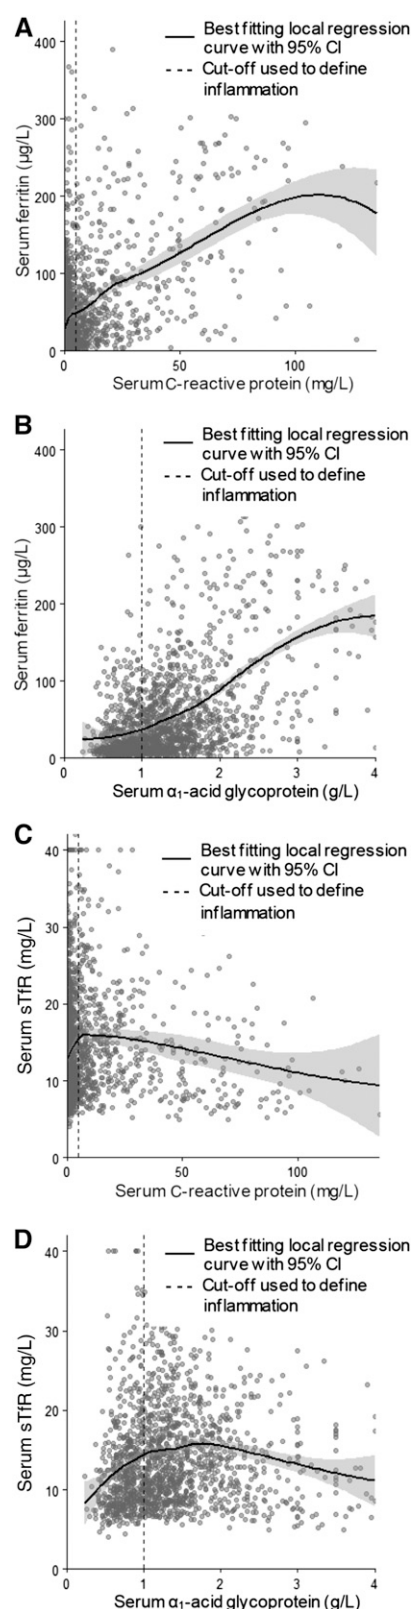 A
Best fitting local regression
curve with 95% CI
Cut-off used to define
inflammation
400
300
200
100
0
Serum ferritin (µg/L)
0 50 100
Serum C-reactive protein (mg/L)
B
Best fitting local regression
curve with 95% CI
Cut-off used to define
inflammation
400
300
200
100
0
Serum ferritin (µg/L)
0 1 2 3 4
Serum α₁-acid glycoprotein (g/L)
C
Best fitting local regression
curve with 95% CI
Cut-off used to define
inflammation
40
30
20
10
0
Serum sTfR (mg/L)
0 50 100
Serum C-reactive protein (mg/L)
D
Best fitting local regression
curve with 95% CI
Cut-off used to define
inflammation
40
30
20
10
0
Serum sTfR (mg/L)
0 1 2 3 4
Serum α₁-acid glycoprotein (g/L)